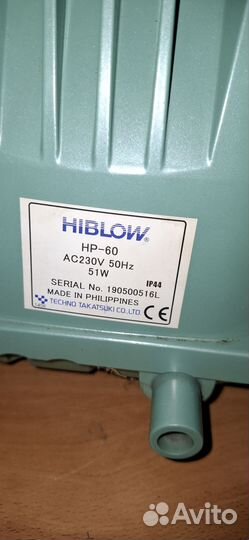 HIBLOW®
HP-60
AC230V 50Hz
51W IP44
SERIAL No. 190500516L
MADE IN PHILIPPINES
TECHNO TAKATSUKI CO.,LTD. CE
Avito